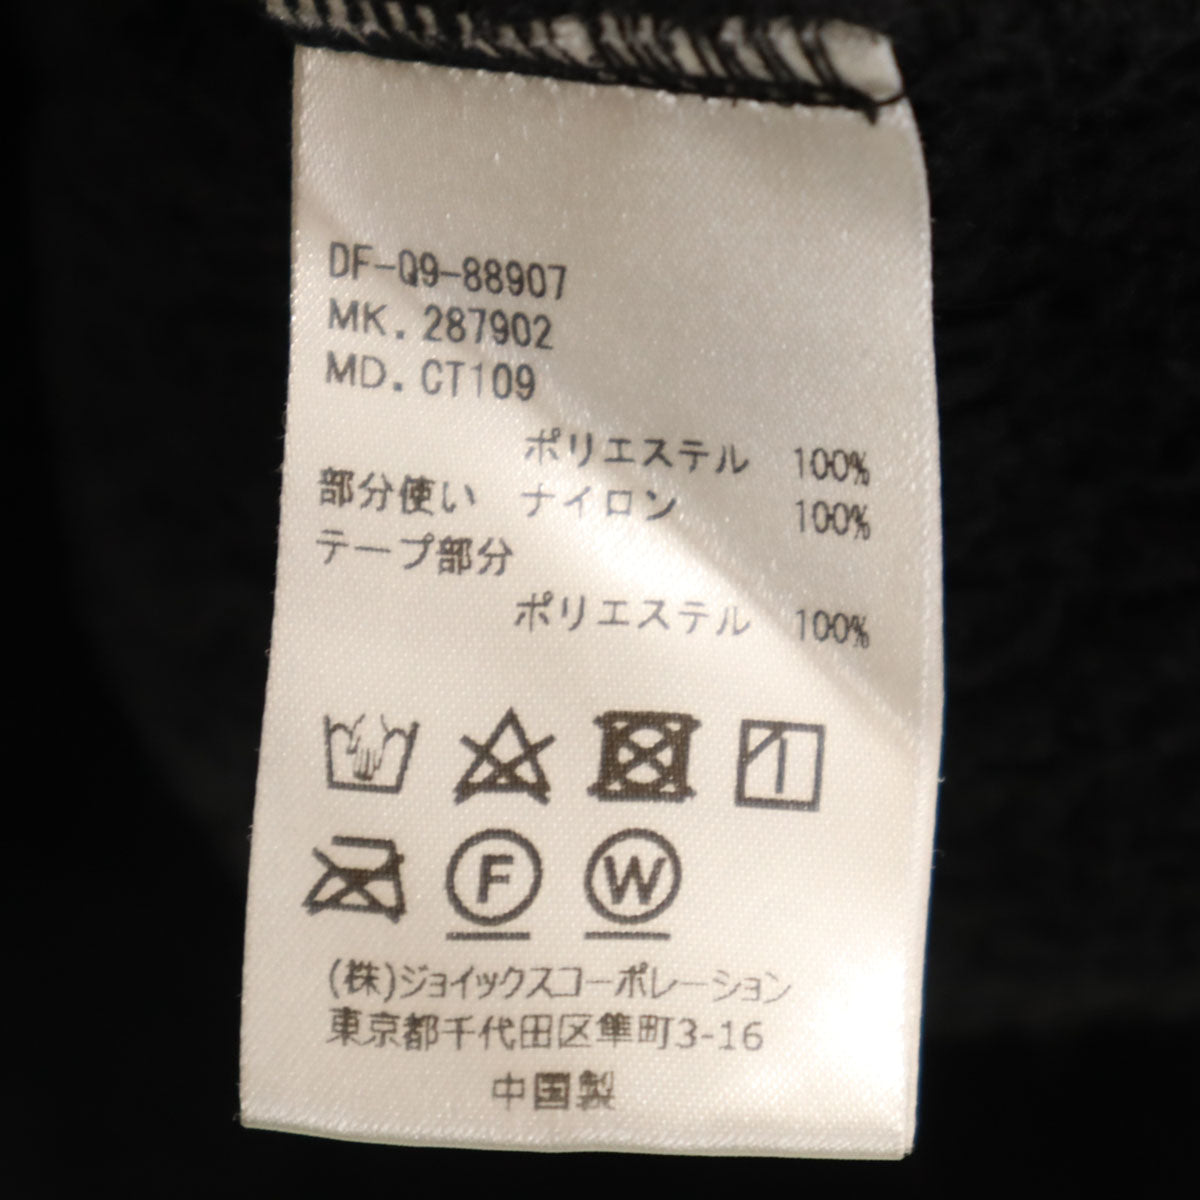 DF-Q9-88907
MK. 287902
MD. CT109
ポリエステル 100%
部分使い ナイロン 100%
テープ部分
ポリエステル 100%
F W
(株)ジョイックスコーポレーション
東京都千代田区隼町3-16
中国製